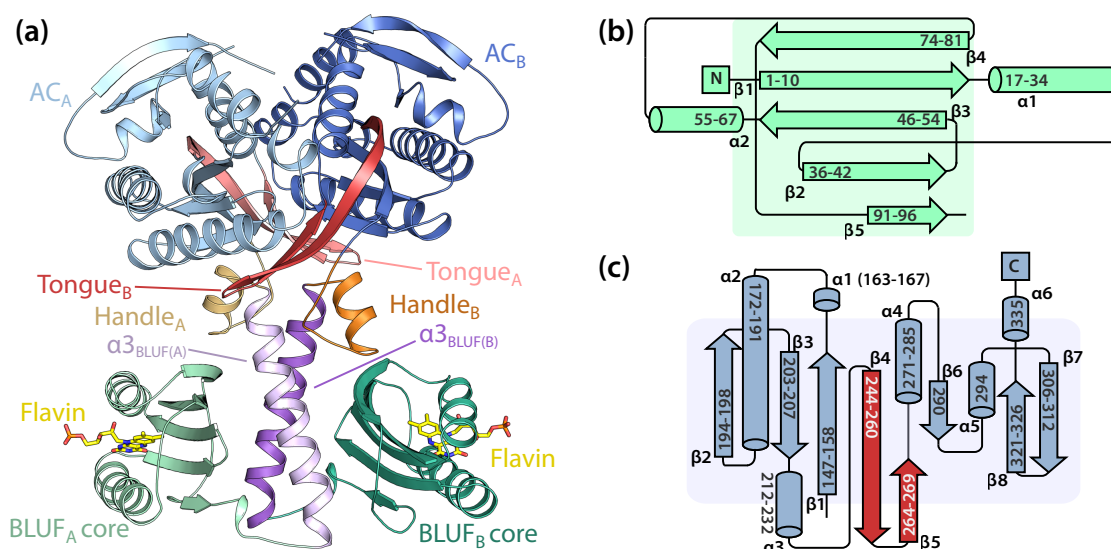 (a)
AC_A
AC_B
Tongue_B
Tongue_A
Handle_A
Handle_B
α3_BLUF(A)
α3_BLUF(B)
Flavin
Flavin
BLUF_A core
BLUF_B core
(b)
74-81
β4
N
β1
1-10
17-34
α1
55-67
α2
46-54
β3
β2
36-42
β5
91-96
(c)
α2
α1 (163-167)
C
α6
172-191
α4
335
β3
β4
271-285
β6
β7
194-198
203-207
244-260
290
294
306-312
α5
321-326
β2
147-158
264-269
β8
212-232
β1
α3
β5